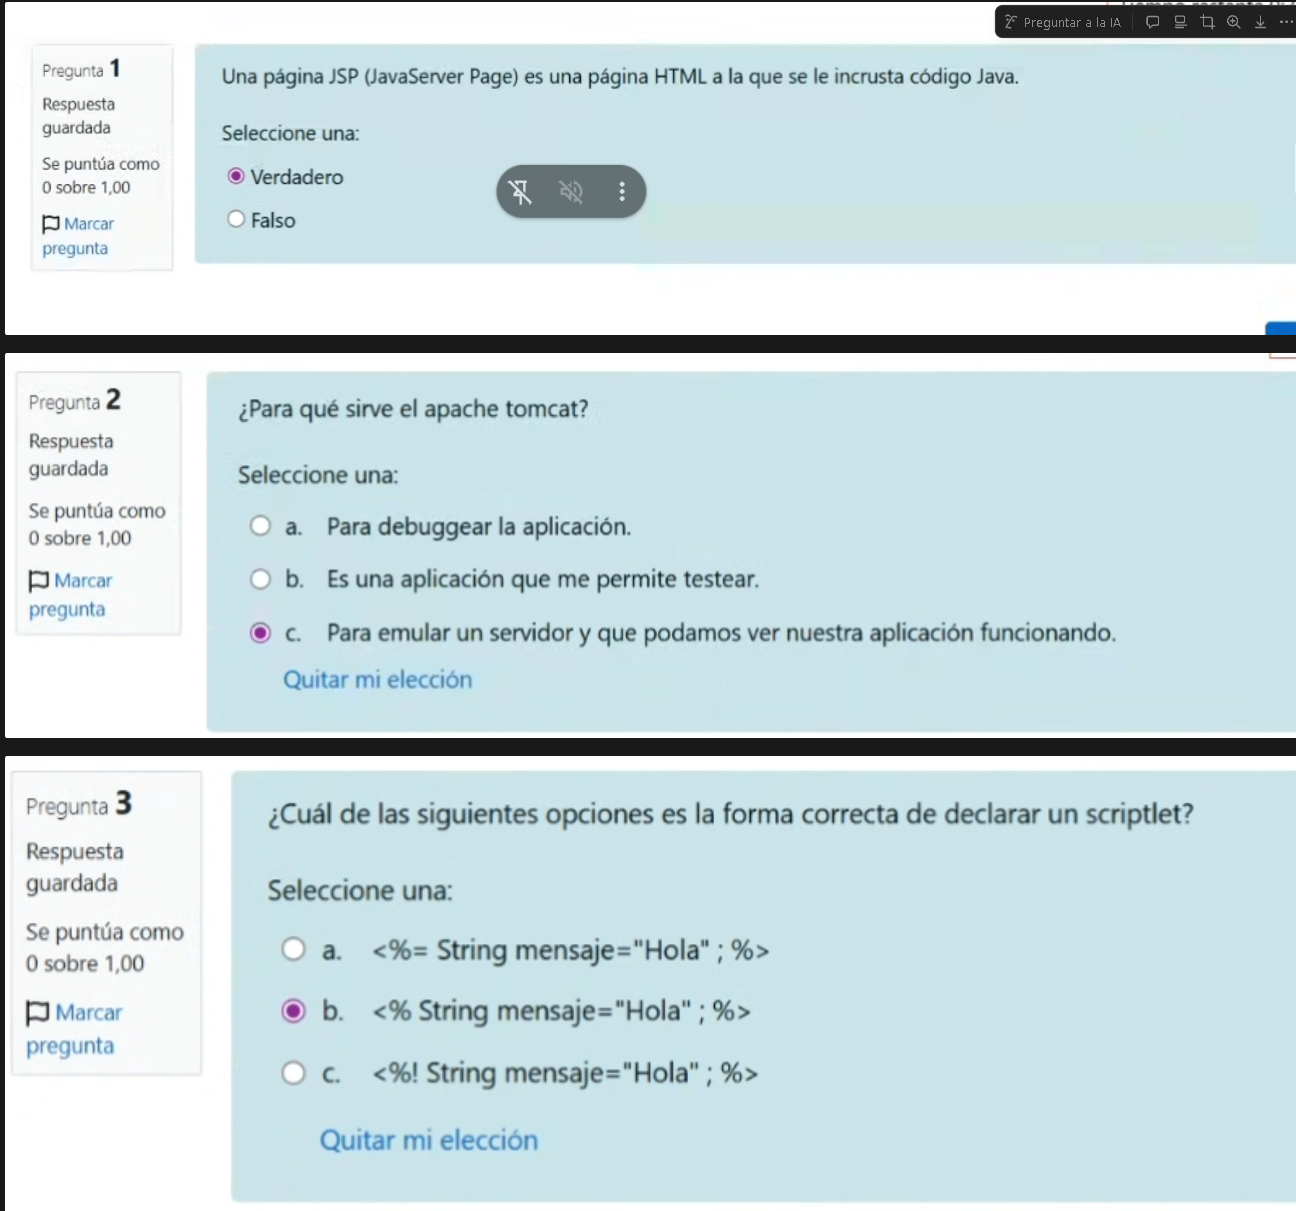 Preguntar a la IA
Pregunta 1
Respuesta
guardada
Se puntúa como
0 sobre 1,00
Marcar
pregunta
Una página JSP (JavaServer Page) es una página HTML a la que se le incrusta código Java.
Seleccione una:
Verdadero
Falso
Pregunta 2
Respuesta
guardada
Se puntúa como
0 sobre 1,00
Marcar
pregunta
¿Para qué sirve el apache tomcat?
Seleccione una:
a. Para debuggear la aplicación.
b. Es una aplicación que me permite testear.
c. Para emular un servidor y que podamos ver nuestra aplicación funcionando.
Quitar mi elección
Pregunta 3
Respuesta
guardada
Se puntúa como
0 sobre 1,00
Marcar
pregunta
¿Cuál de las siguientes opciones es la forma correcta de declarar un scriptlet?
Seleccione una:
a. <%= String mensaje="Hola" ; %>
b. <% String mensaje="Hola" ; %>
c. <%! String mensaje="Hola" ; %>
Quitar mi elección